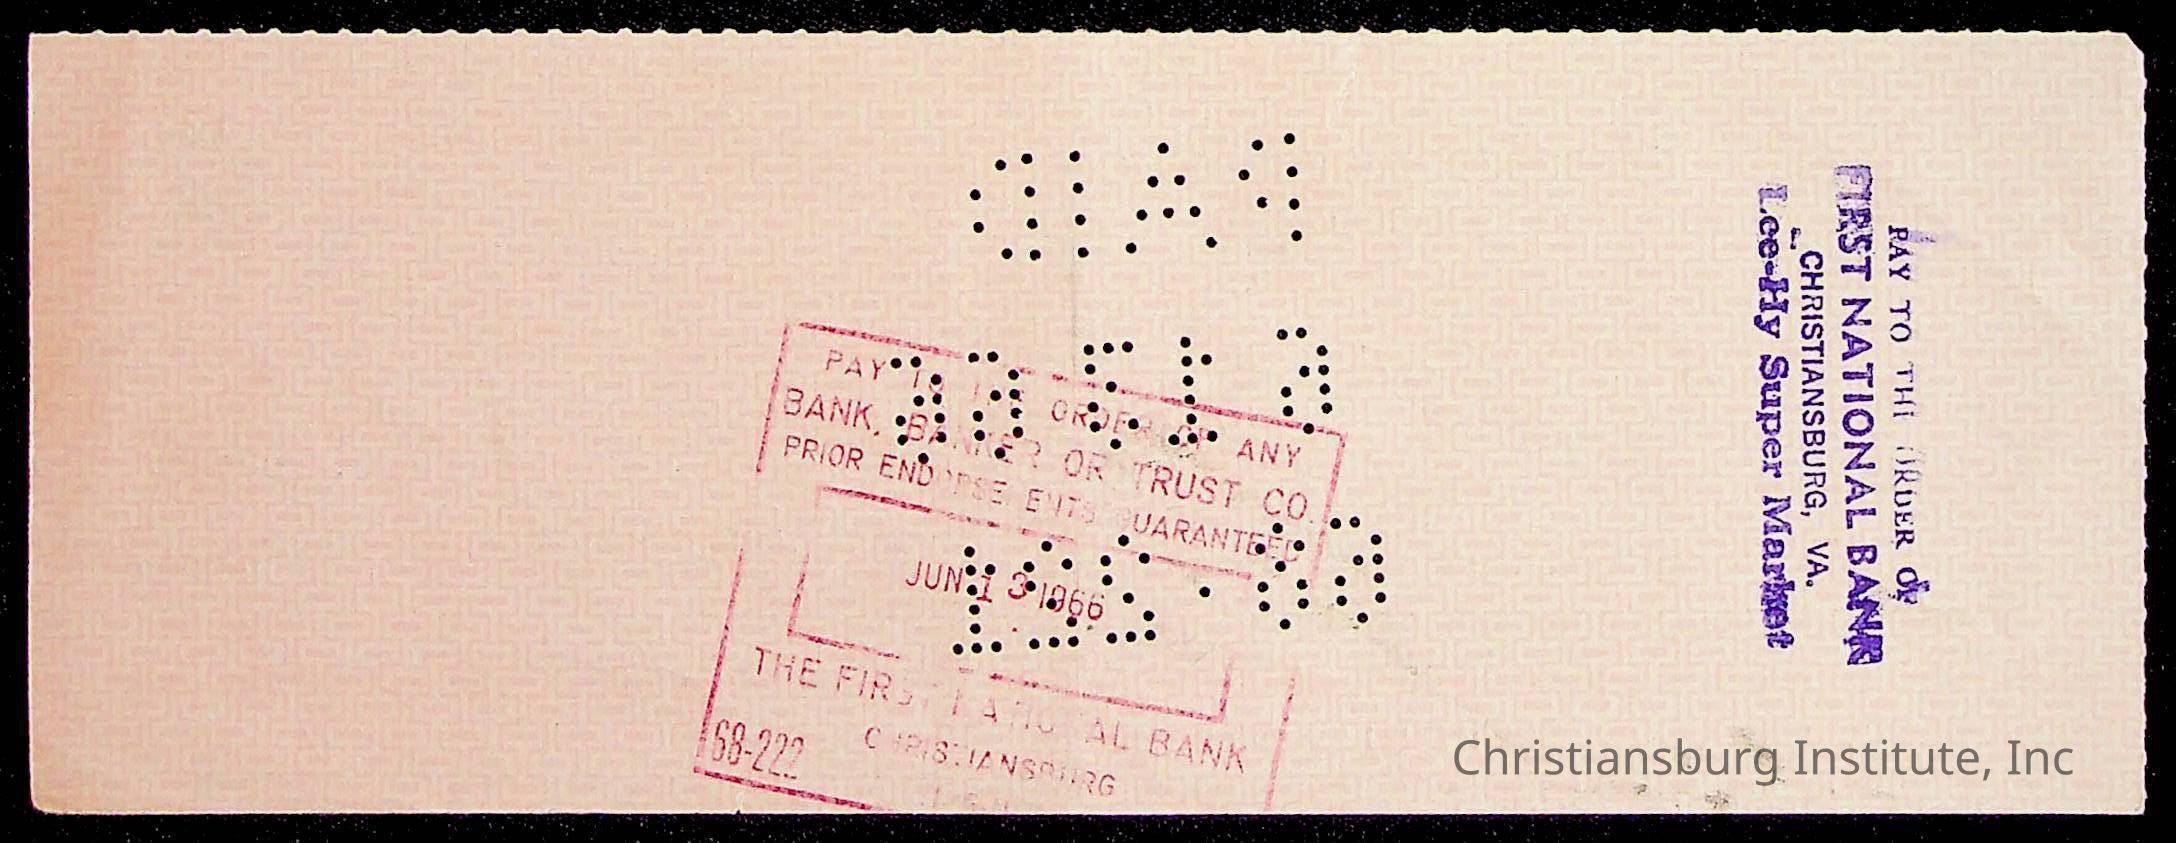 PAID
PAY TO THE ORDER OF ANY
BANK, BANKER OR TRUST CO.
PRIOR ENDORSEMENTS GUARANTEED
JUN 13 1966
THE FIRST NATIONAL BANK
68-222 CHRISTIANSBURG
PAY TO THE ORDER OF
FIRST NATIONAL BANK
CHRISTIANSBURG, VA.
Lee-Hy Super Market
Christiansburg Institute, Inc